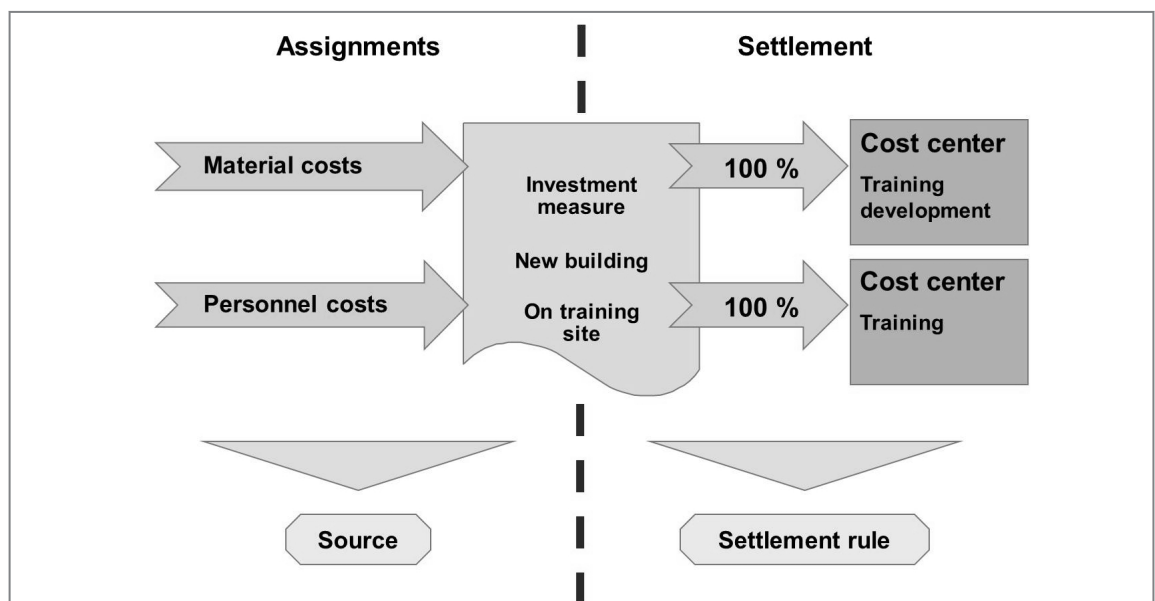 Assignments
Settlement
Material costs
Investment
measure
New building
On training
site
100 %
Cost center
Training
development
Personnel costs
100 %
Cost center
Training
Source
Settlement rule